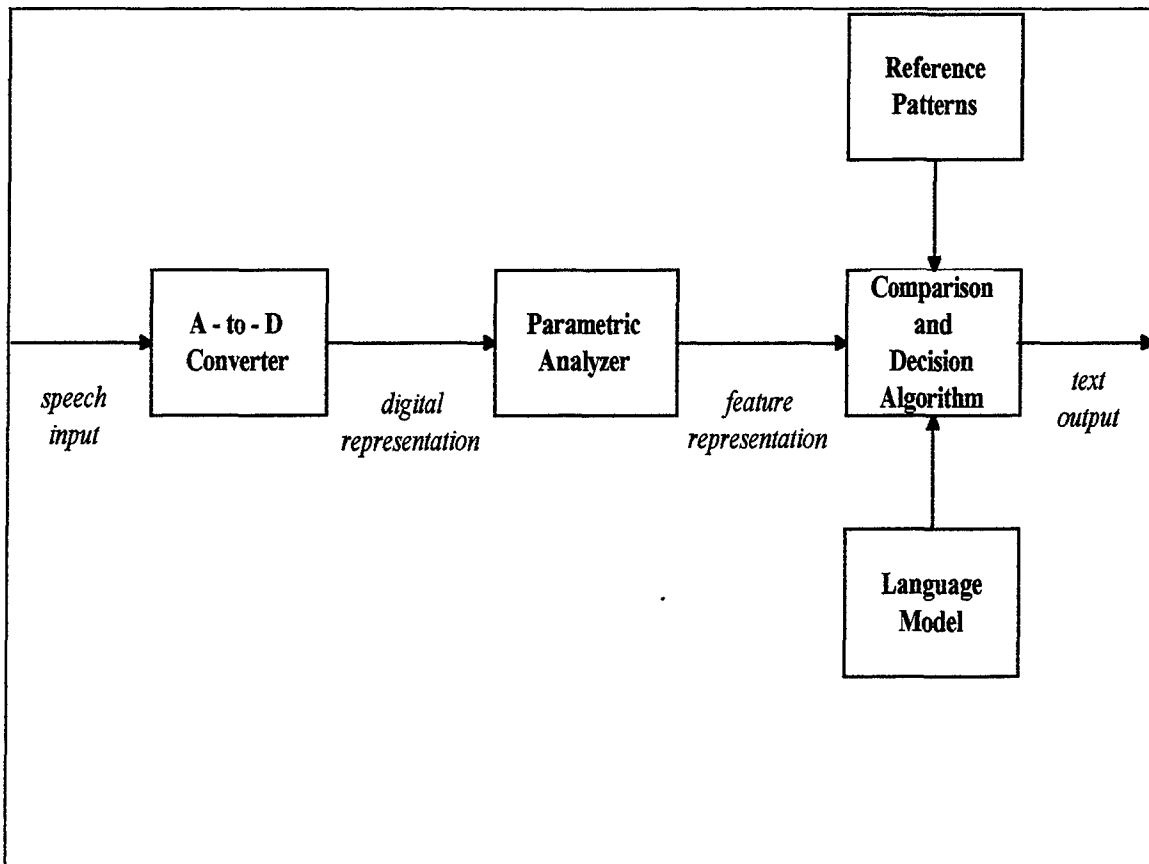 Reference
Patterns
A - to - D
Converter
Parametric
Analyzer
Comparison
and
Decision
Algorithm
speech
input
digital
representation
feature
representation
text
output
Language
Model